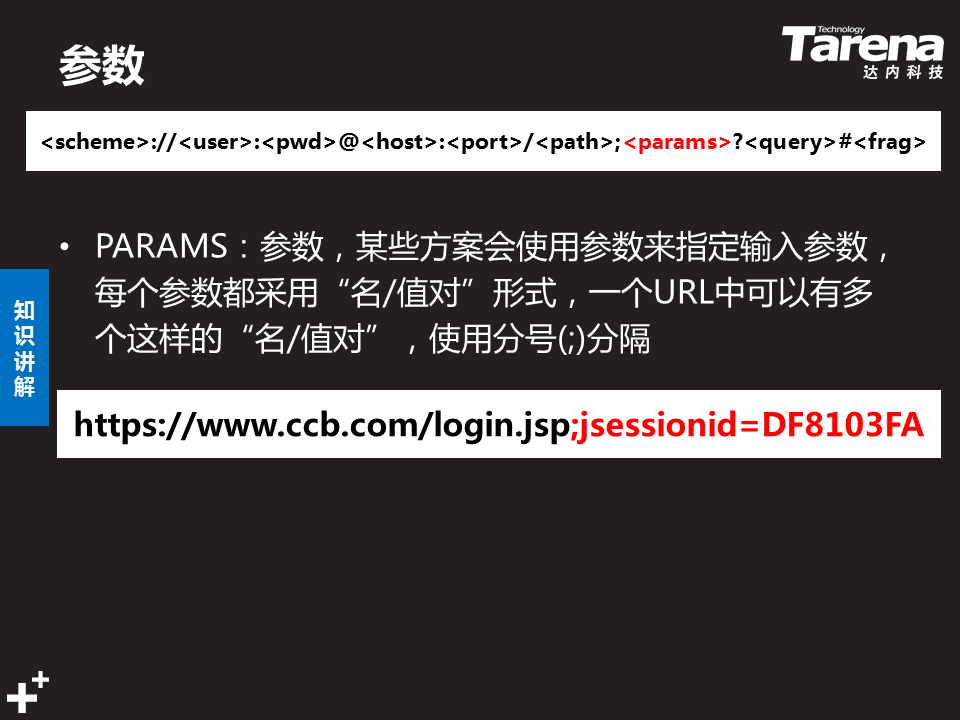 参数
Technology
Tarena
达内科技
<scheme>://<user>:<pwd>@<host>:<port>/<path>;<params>?<query>#<frag>
• PARAMS：参数，某些方案会使用参数来指定输入参数，
每个参数都采用“名/值对”形式，一个URL中可以有多
个这样的“名/值对”，使用分号(;)分隔
知识讲解
https://www.ccb.com/login.jsp;jsessionid=DF8103FA